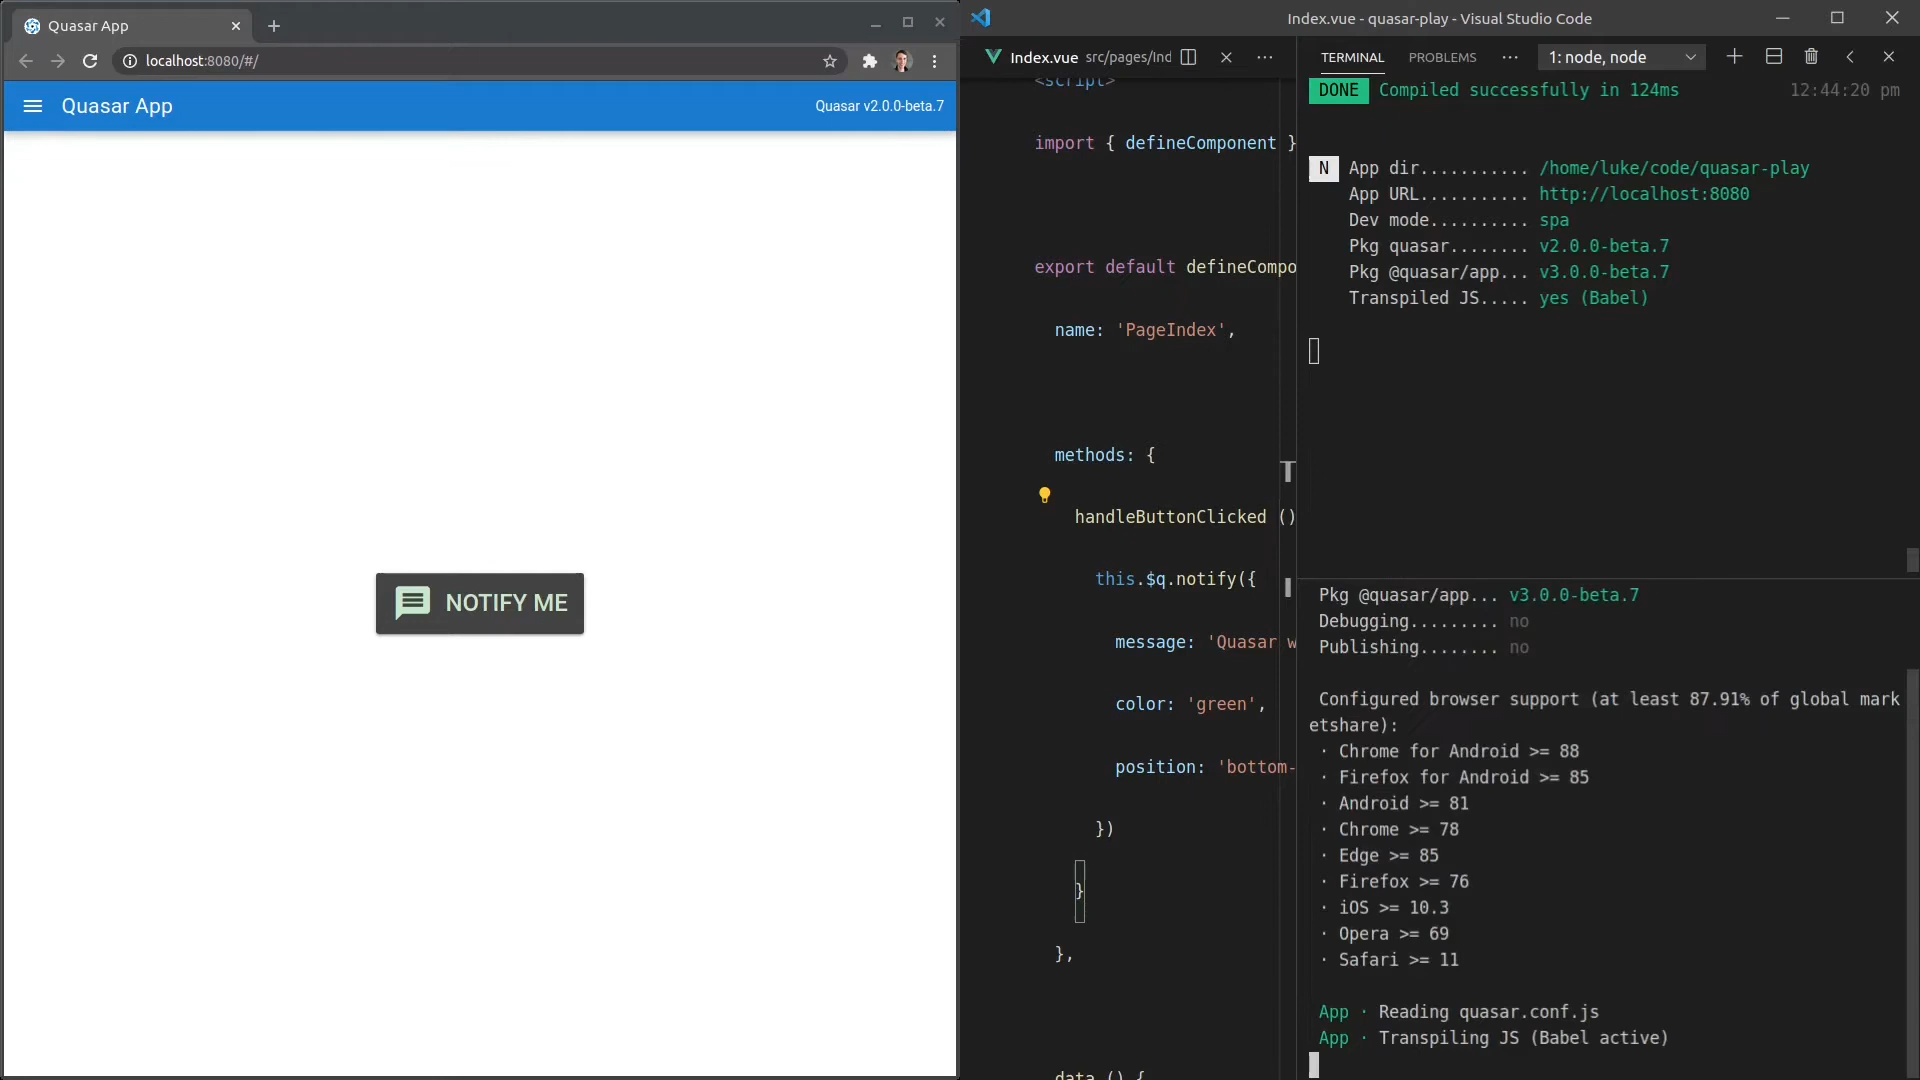 Quasar App
localhost:8080/#/
Quasar App
Quasar v2.0.0-beta.7
NOTIFY ME
Index.vue - quasar-play - Visual Studio Code
Index.vue src/pages/Ind
<script>
import { defineComponent }
export default defineCompo
name: 'PageIndex',
methods: {
handleButtonClicked ()
this.$q.notify({
message: 'Quasar w
color: 'green',
position: 'bottom-
})
}
},
data () {
TERMINAL PROBLEMS ··· 1: node, node
DONE Compiled successfully in 124ms 12:44:20 pm
N App dir........... /home/luke/code/quasar-play
App URL........... http://localhost:8080
Dev mode.......... spa
Pkg quasar........ v2.0.0-beta.7
Pkg @quasar/app... v3.0.0-beta.7
Transpiled JS..... yes (Babel)
Pkg @quasar/app... v3.0.0-beta.7
Debugging......... no
Publishing........ no
Configured browser support (at least 87.91% of global mark
etshare):
· Chrome for Android >= 88
· Firefox for Android >= 85
· Android >= 81
· Chrome >= 78
· Edge >= 85
· Firefox >= 76
· iOS >= 10.3
· Opera >= 69
· Safari >= 11
App · Reading quasar.conf.js
App · Transpiling JS (Babel active)